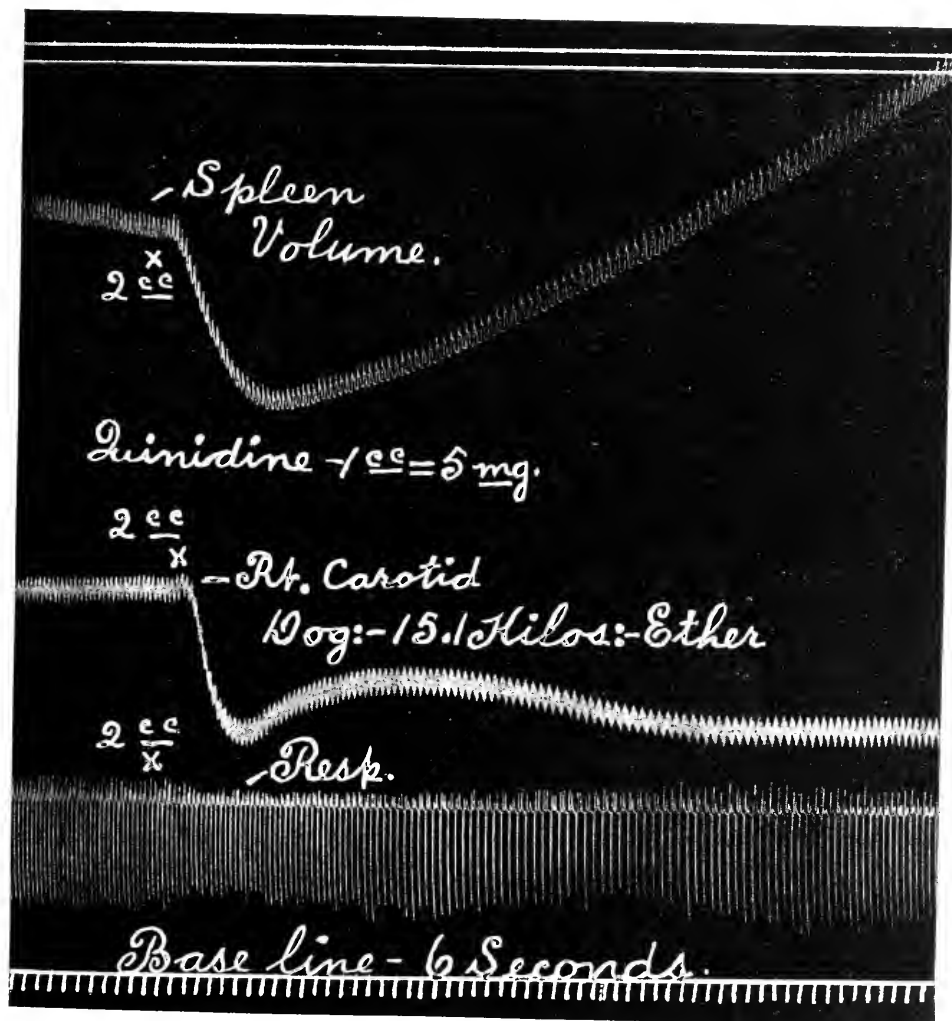 Spleen
Volume.
x
2 cc
Quinidine - 1 cc = 5 mg.
2 cc
x
- Rt. Carotid
Dog:- 15.1 Kilos:- Ether
2 cc
x
Resp.
Base line - 6 Seconds.